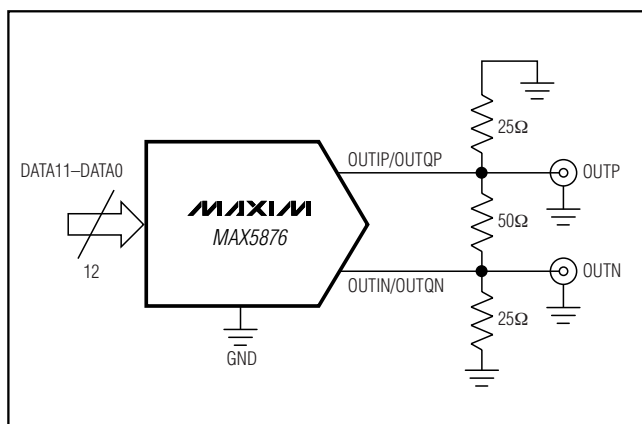 25Ω
OUTIP/OUTQP
OUTP
DATA11–DATA0
MAXIM
MAX5876
50Ω
12
OUTIN/OUTQN
OUTN
25Ω
GND